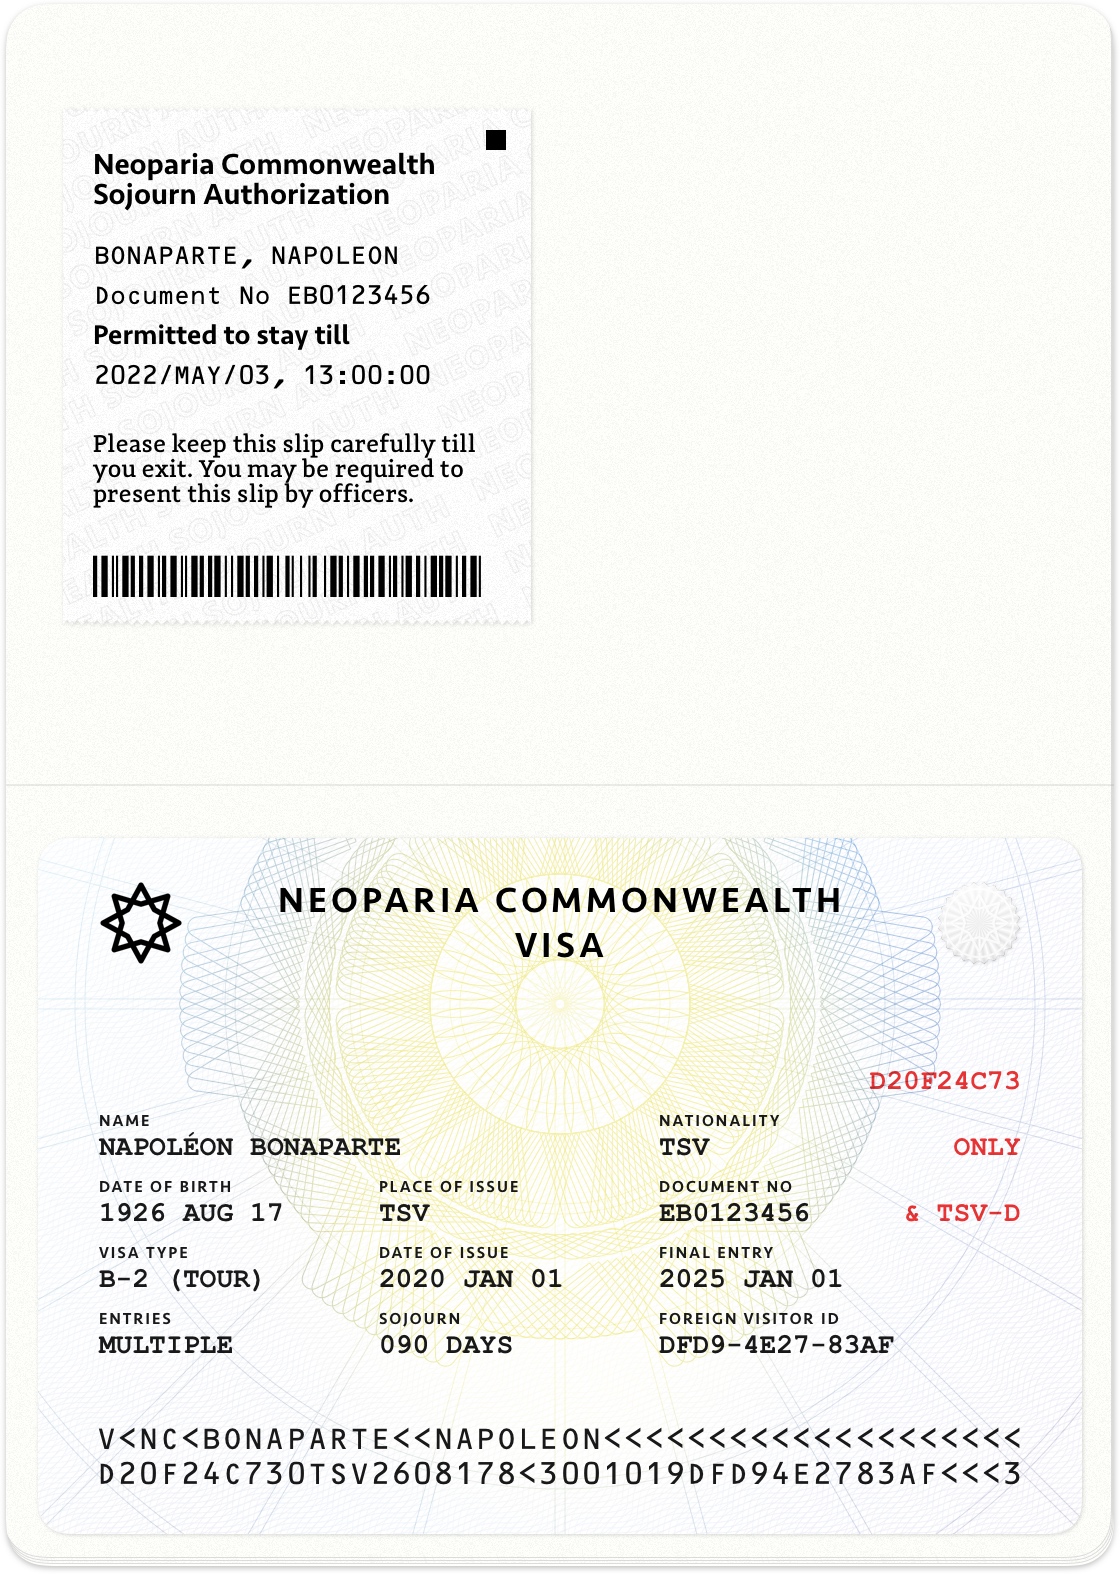 Neoparia Commonwealth
Sojourn Authorization
BONAPARTE, NAPOLEON
Document No EB0123456
Permitted to stay till
2022/MAY/03, 13:00:00
Please keep this slip carefully till
you exit. You may be required to
present this slip by officers.
NEOPARIA COMMONWEALTH
VISA
D20F24C73
NAME
NAPOLÉON BONAPARTE
NATIONALITY
TSV
ONLY
DATE OF BIRTH
1926 AUG 17
PLACE OF ISSUE
TSV
DOCUMENT NO
EB0123456
& TSV-D
VISA TYPE
B-2 (TOUR)
DATE OF ISSUE
2020 JAN 01
FINAL ENTRY
2025 JAN 01
ENTRIES
MULTIPLE
SOJOURN
090 DAYS
FOREIGN VISITOR ID
DFD9-4E27-83AF
V<NC<BONAPARTE<<NAPOLEON<<<<<<<<<<<<<<<<<<<<
D20F24C730TSV2608178<3001019DFD94E2783AF<<<3